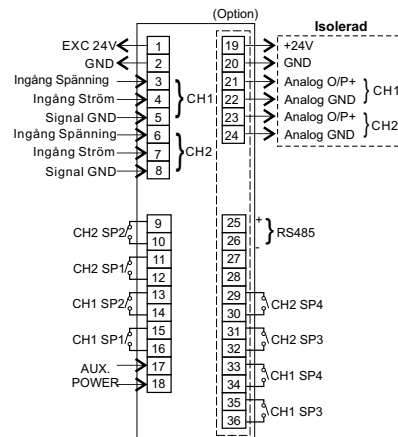 (Option)
Isolerad
EXC 24V 1
GND 2
Ingång Spänning 3
Ingång Ström 4 CH1
Signal GND 5
Ingång Spänning 6
Ingång Ström 7 CH2
Signal GND 8
19 +24V
20 GND
21 Analog O/P+
22 Analog GND CH1
23 Analog O/P+
24 Analog GND CH2
CH2 SP2 9
10
CH2 SP1 11
12
CH1 SP2 13
14
CH1 SP1 15
16
AUX. 17
POWER 18
25 +
26 - RS485
27
28
29 CH2 SP4
30
31 CH2 SP3
32
33 CH1 SP4
34
35 CH1 SP3
36